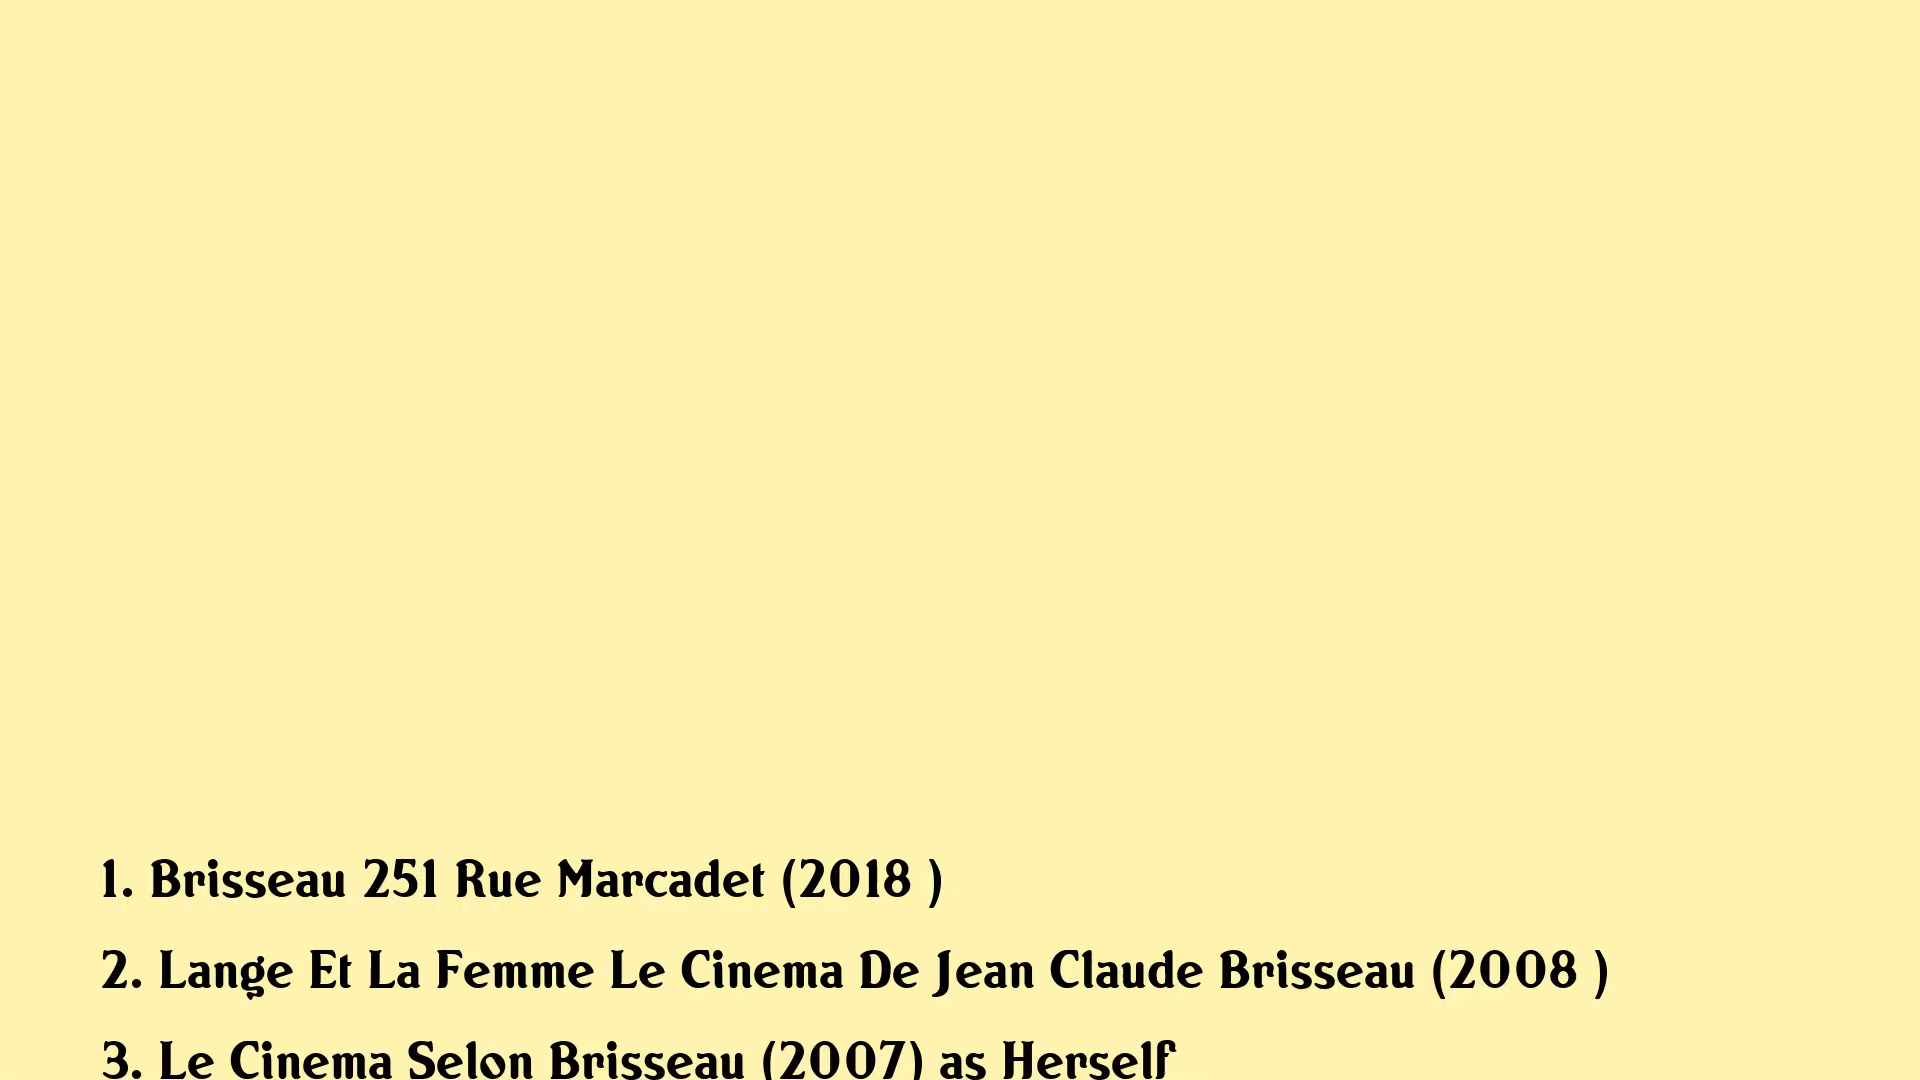 1. Brisseau 251 Rue Marcadet (2018 )
2. Lange Et La Femme Le Cinema De Jean Claude Brisseau (2008 )
3. Le Cinema Selon Brisseau (2007) as Herself